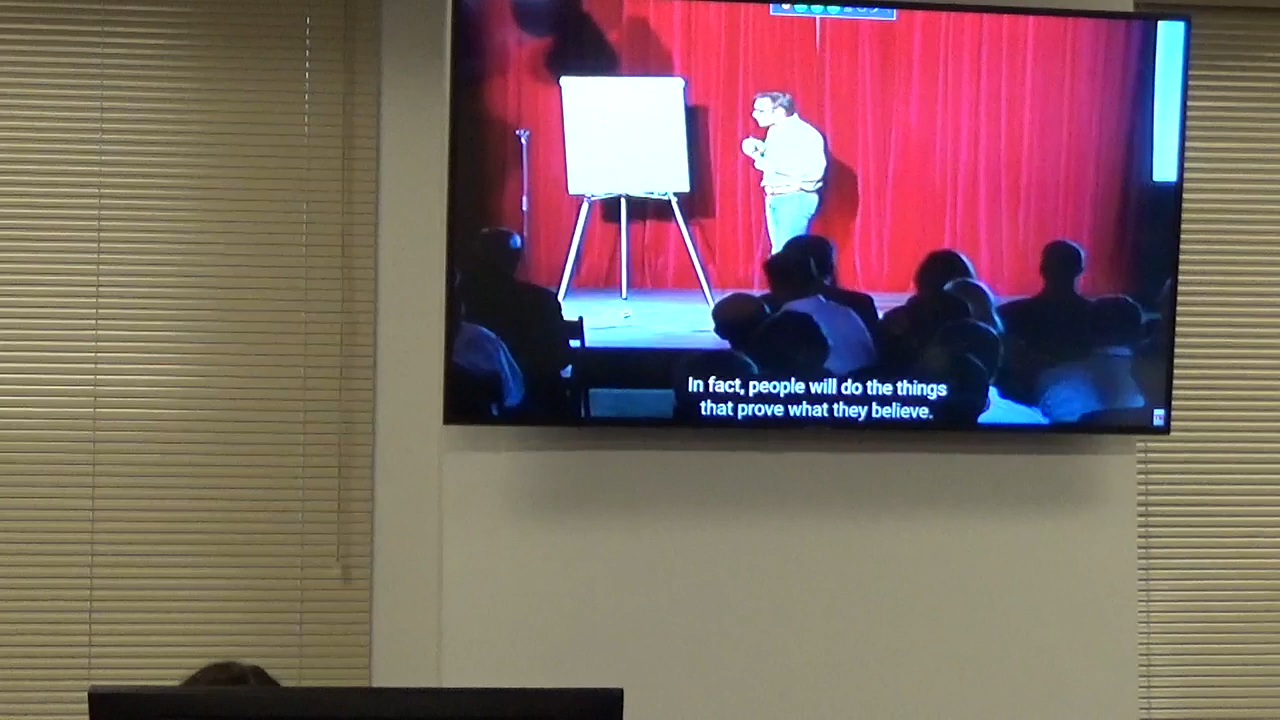 In fact, people will do the things
that prove what they believe.